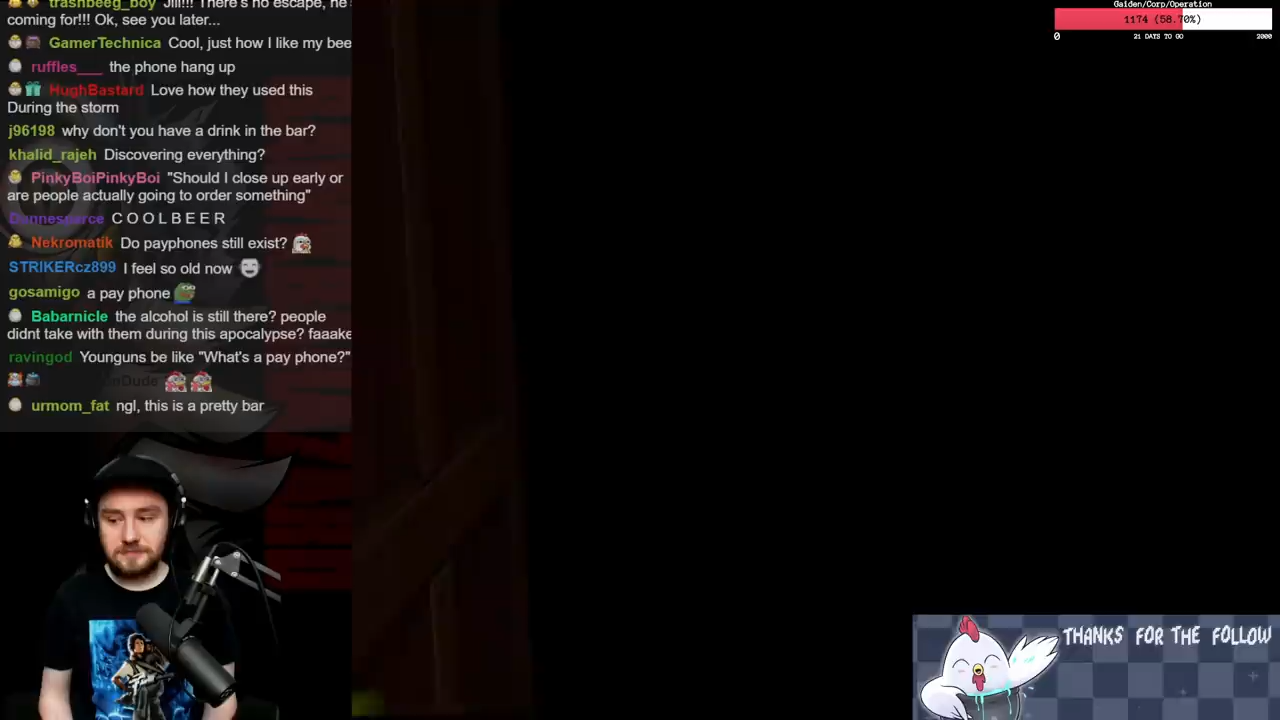 trashbeeg_boy Jill!!! There's no escape, he's
coming for!!! Ok, see you later...
GamerTechnica Cool, just how I like my bee
ruffles___ the phone hang up
HughBastard Love how they used this
During the storm
j96198 why don't you have a drink in the bar?
khalid_rajeh Discovering everything?
PinkyBoiPinkyBoi "Should I close up early or
are people actually going to order something"
Dunnesparce C O O L B E E R
Nekromatik Do payphones still exist?
STRIKERcz899 I feel so old now
gosamigo a pay phone
Babarnicle the alcohol is still there? people
didnt take with them during this apocalypse? faaake
ravingod Youngguns be like "What's a pay phone?"
urmom_fat ngl, this is a pretty bar
Gaiden/Corp/Operation
1174 (58.70%)
0 21 DAYS TO GO 2000
THANKS FOR THE FOLLOW